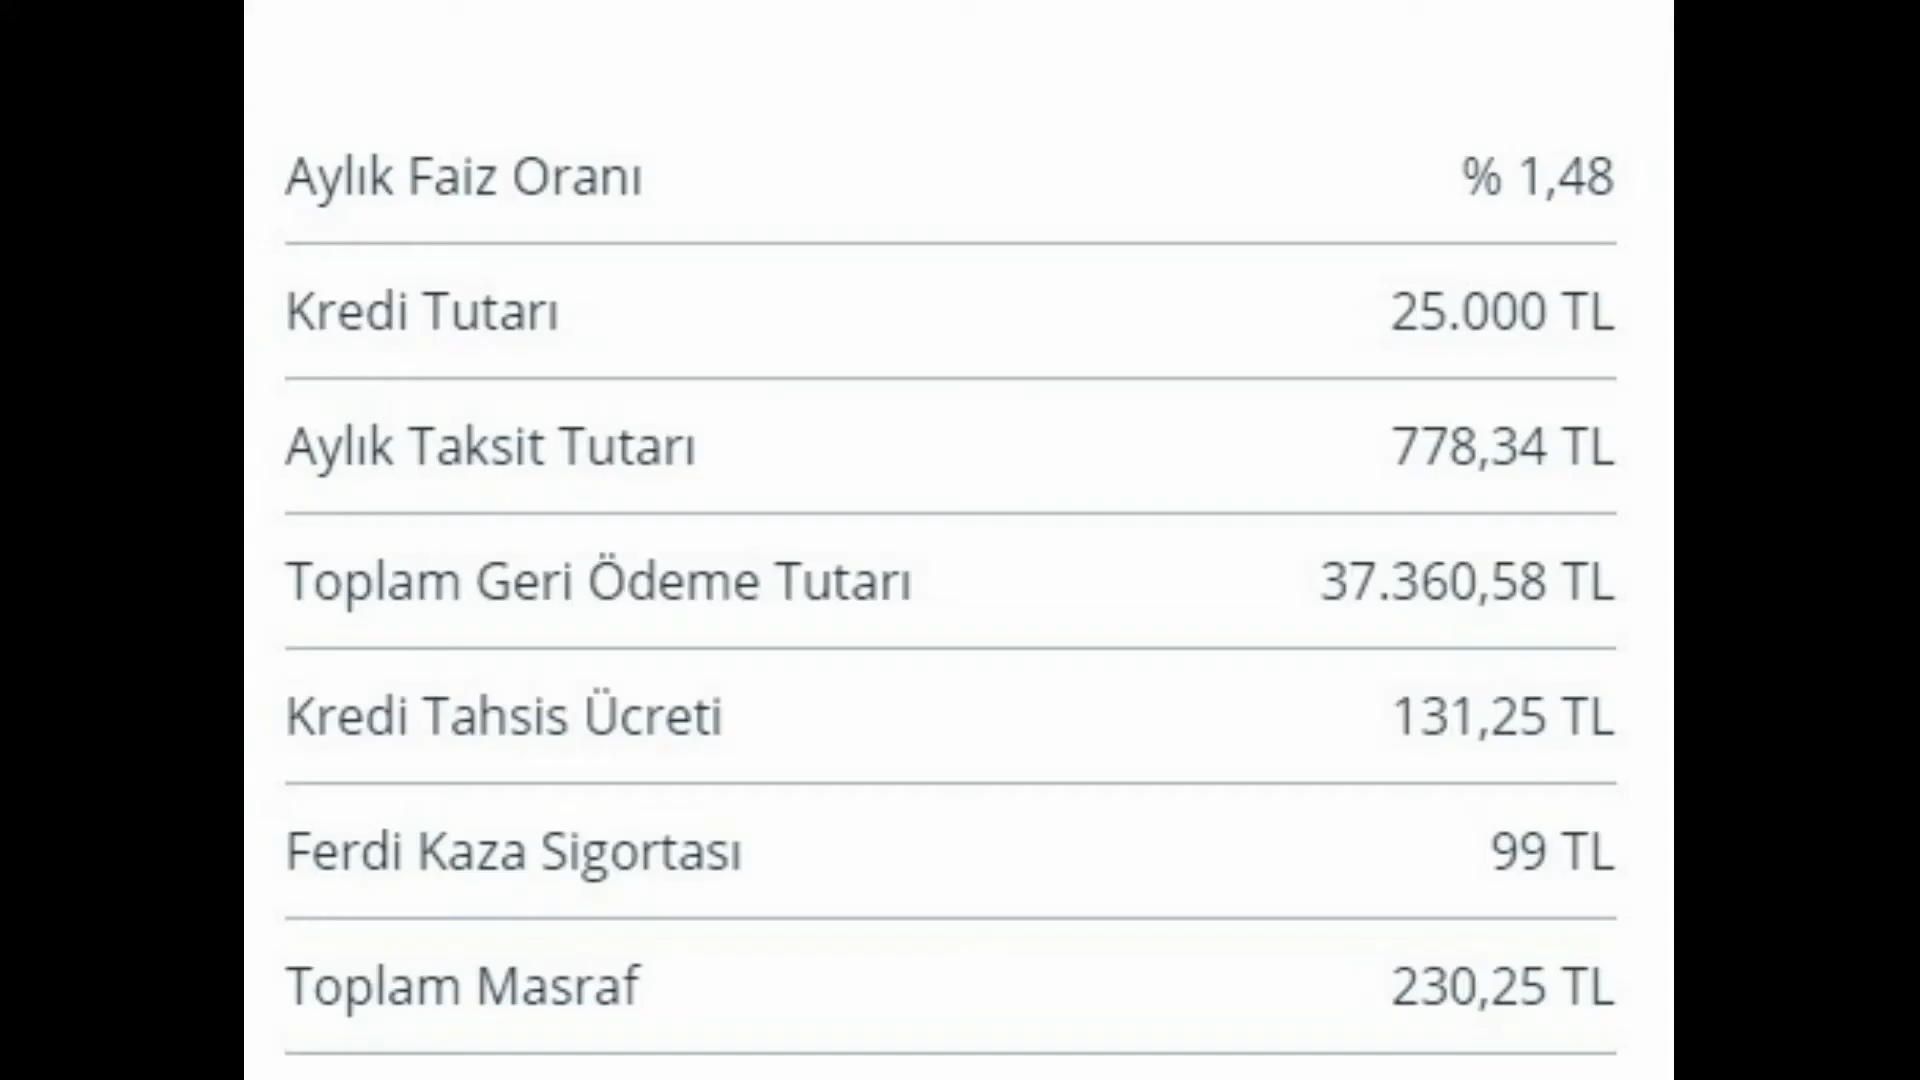 Aylık Faiz Oranı % 1,48
Kredi Tutarı 25.000 TL
Aylık Taksit Tutarı 778,34 TL
Toplam Geri Ödeme Tutarı 37.360,58 TL
Kredi Tahsis Ücreti 131,25 TL
Ferdi Kaza Sigortası 99 TL
Toplam Masraf 230,25 TL